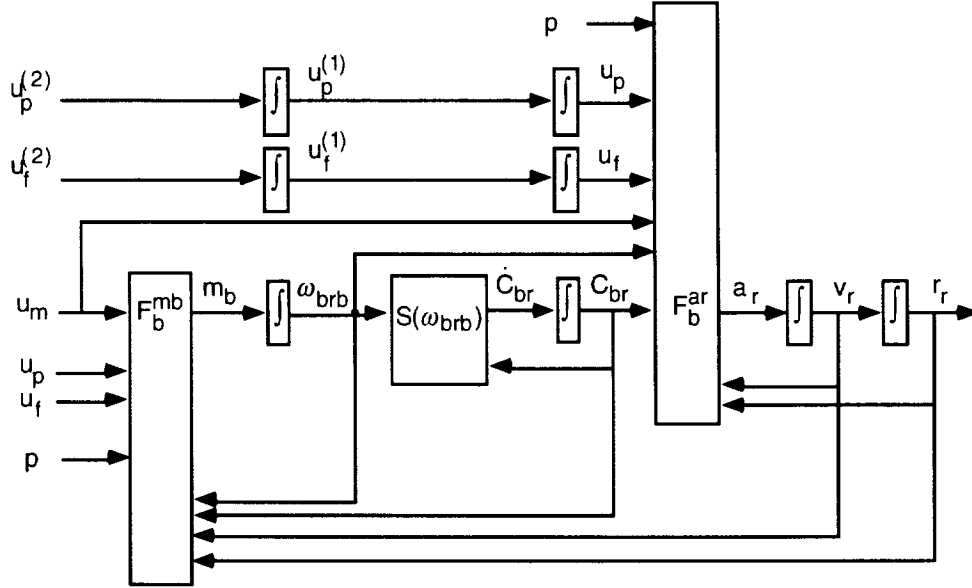 p
u_p^(2) ∫ u_p^(1) ∫ u_p
u_f^(2) ∫ u_f^(1) ∫ u_f
u_m F_b^mb m_b ∫ ω_brb S(ω_brb) Ċ_br ∫ C_br F_b^ar a_r ∫ v_r ∫ r_r
u_p
u_f
p